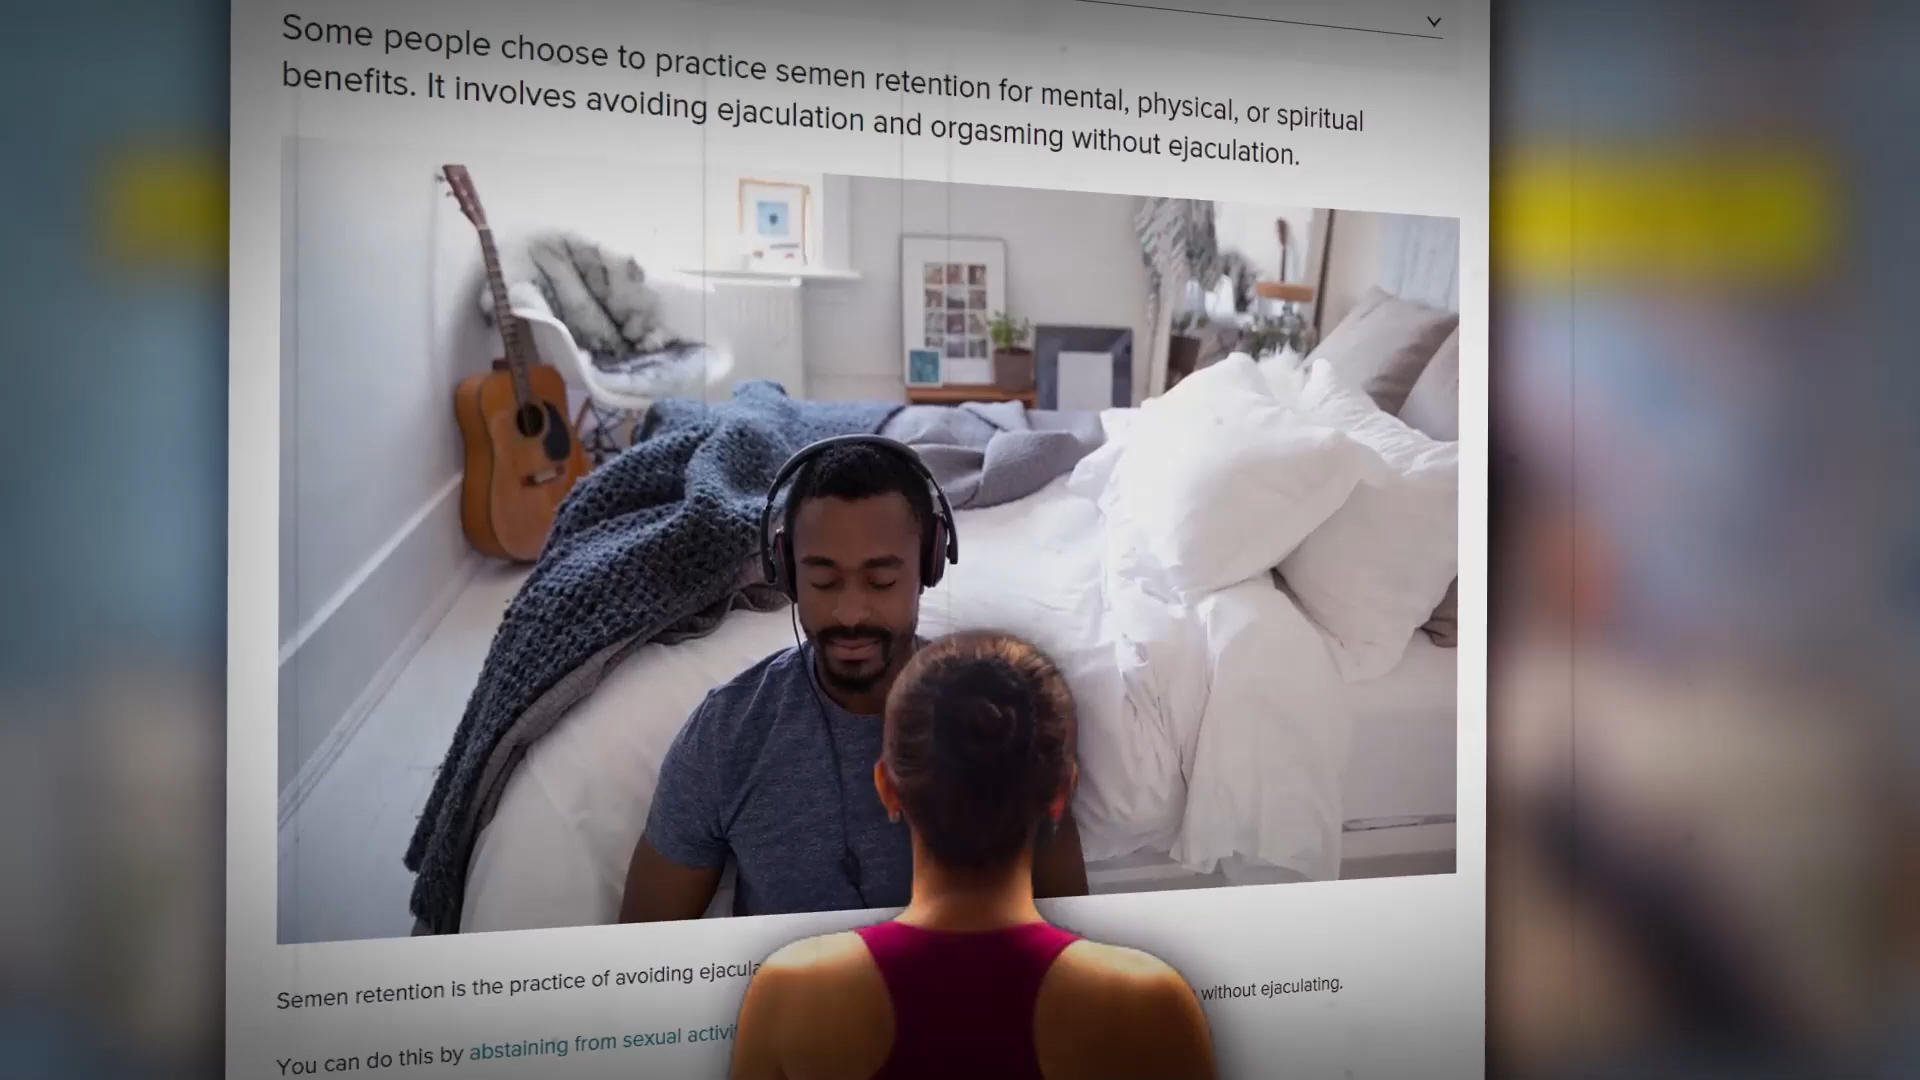 Some people choose to practice semen retention for mental, physical, or spiritual
benefits. It involves avoiding ejaculation and orgasming without ejaculation.
Semen retention is the practice of avoiding ejacula without ejaculating.
You can do this by abstaining from sexual activi